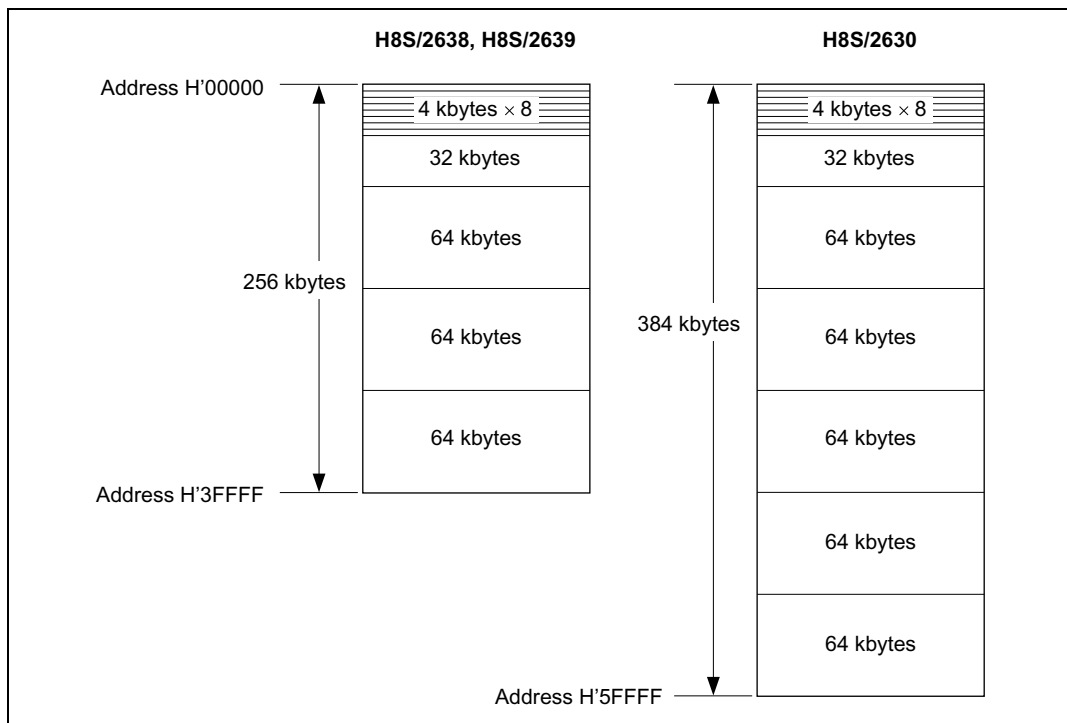 H8S/2638, H8S/2639
Address H'00000
4 kbytes × 8
32 kbytes
64 kbytes
256 kbytes
64 kbytes
64 kbytes
Address H'3FFFF
H8S/2630
4 kbytes × 8
32 kbytes
64 kbytes
384 kbytes
64 kbytes
64 kbytes
64 kbytes
64 kbytes
Address H'5FFFF